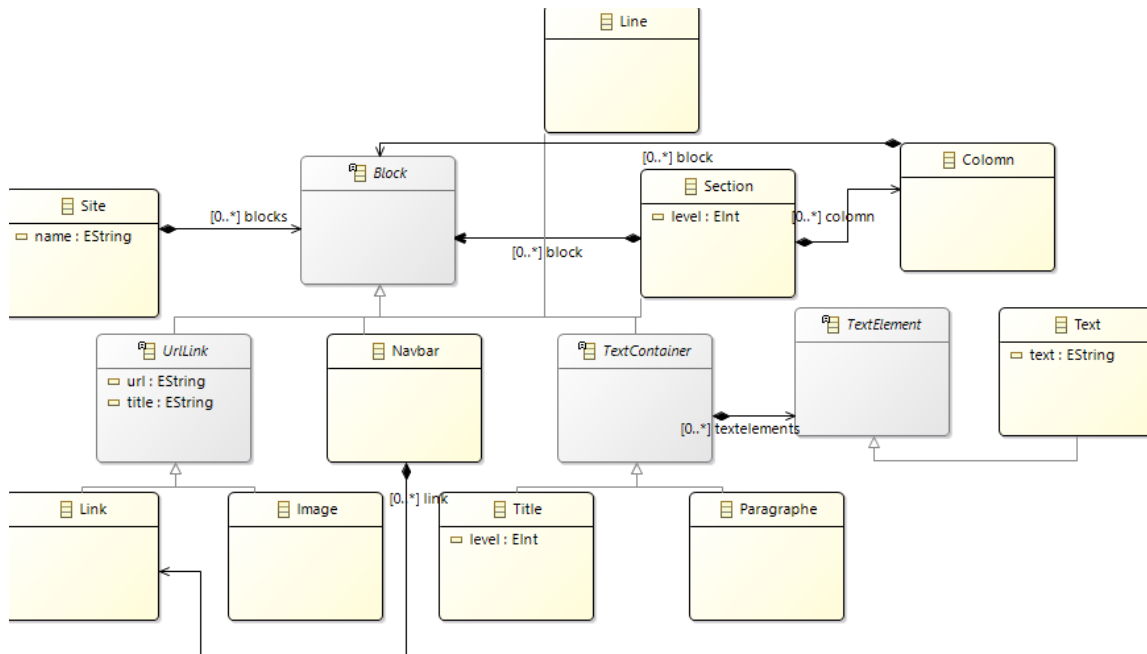 Line
Block
[0..*] block
Colomn
Site
name : EString
[0..*] blocks
Section
level : EInt
[0..*] colomn
[0..*] block
UrlLink
url : EString
title : EString
Navbar
TextContainer
TextElement
Text
text : EString
[0..*] textelements
Link
Image
[0..*] link
Title
level : EInt
Paragraphe